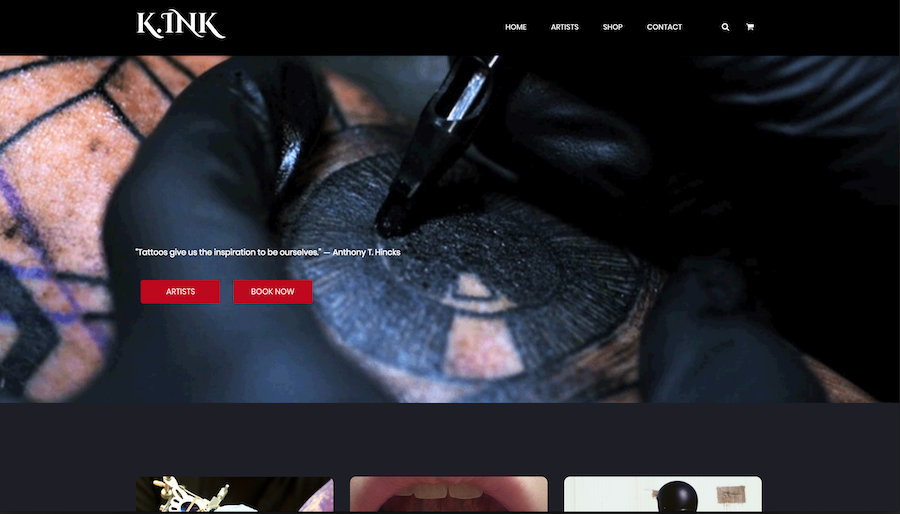 K.INK
HOME ARTISTS SHOP CONTACT
"Tattoos give us the inspiration to be ourselves." — Anthony T. Hincks
ARTISTS BOOK NOW